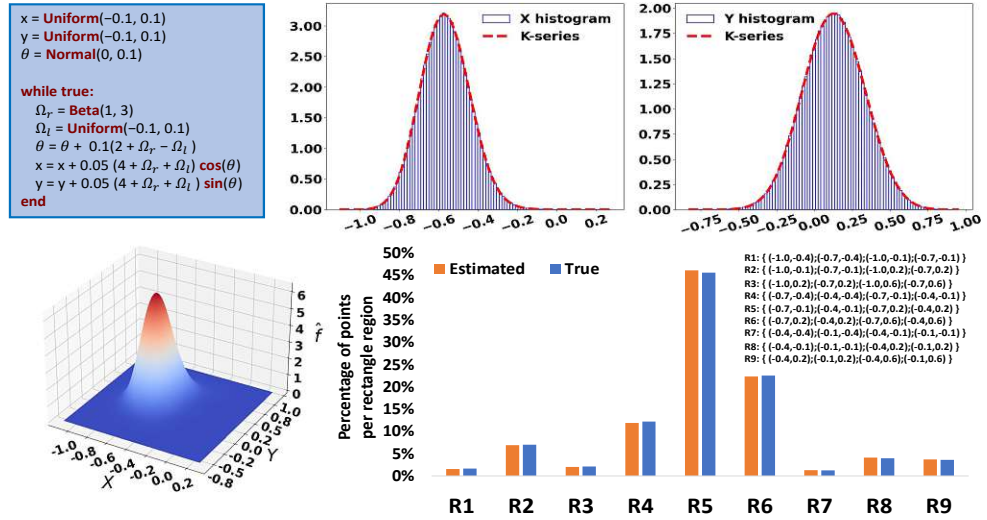 x = Uniform(−0.1, 0.1)
y = Uniform(−0.1, 0.1)
θ = Normal(0, 0.1)
while true:
Ωr = Beta(1, 3)
Ωl = Uniform(−0.1, 0.1)
θ = θ + 0.1(2 + Ωr − Ωl )
x = x + 0.05 (4 + Ωr + Ωl) cos(θ)
y = y + 0.05 (4 + Ωr + Ωl ) sin(θ)
end
X histogram
K-series
3.00
2.50
2.00
1.50
1.00
0.50
0.00
−1.0 −0.8 −0.6 −0.4 −0.2 0.0 0.2
Y histogram
K-series
2.00
1.75
1.50
1.25
1.00
0.75
0.50
0.25
0.00
−0.75 −0.50 −0.25 0.00 0.25 0.50 0.75 1.00
6
5
4
3
2
1
0
f̂
-1.0 -0.8 -0.6 -0.4 -0.2 0.0 0.2
X
1.0
0.8
0.5
0.2
0.0
-0.2
-0.5
-0.8
Y
Percentage of points
per rectangle region
50%
45%
40%
35%
30%
25%
20%
15%
10%
5%
0%
Estimated True
R1: { (-1.0,-0.4);(-0.7,-0.4);(-1.0,-0.1);(-0.7,-0.1) }
R2: { (-1.0,-0.1);(-0.7,-0.1);(-1.0,0.2);(-0.7,0.2) }
R3: { (-1.0,0.2);(-0.7,0.2);(-1.0,0.6);(-0.7,0.6) }
R4: { (-0.7,-0.4);(-0.4,-0.4);(-0.7,-0.1);(-0.4,-0.1) }
R5: { (-0.7,-0.1);(-0.4,-0.1);(-0.7,0.2);(-0.4,0.2) }
R6: { (-0.7,0.2);(-0.4,0.2);(-0.7,0.6);(-0.4,0.6) }
R7: { (-0.4,-0.4);(-0.1,-0.4);(-0.4,-0.1);(-0.1,-0.1) }
R8: { (-0.4,-0.1);(-0.1,-0.1);(-0.4,0.2);(-0.1,0.2) }
R9: { (-0.4,0.2);(-0.1,0.2);(-0.4,0.6);(-0.1,0.6) }
R1 R2 R3 R4 R5 R6 R7 R8 R9